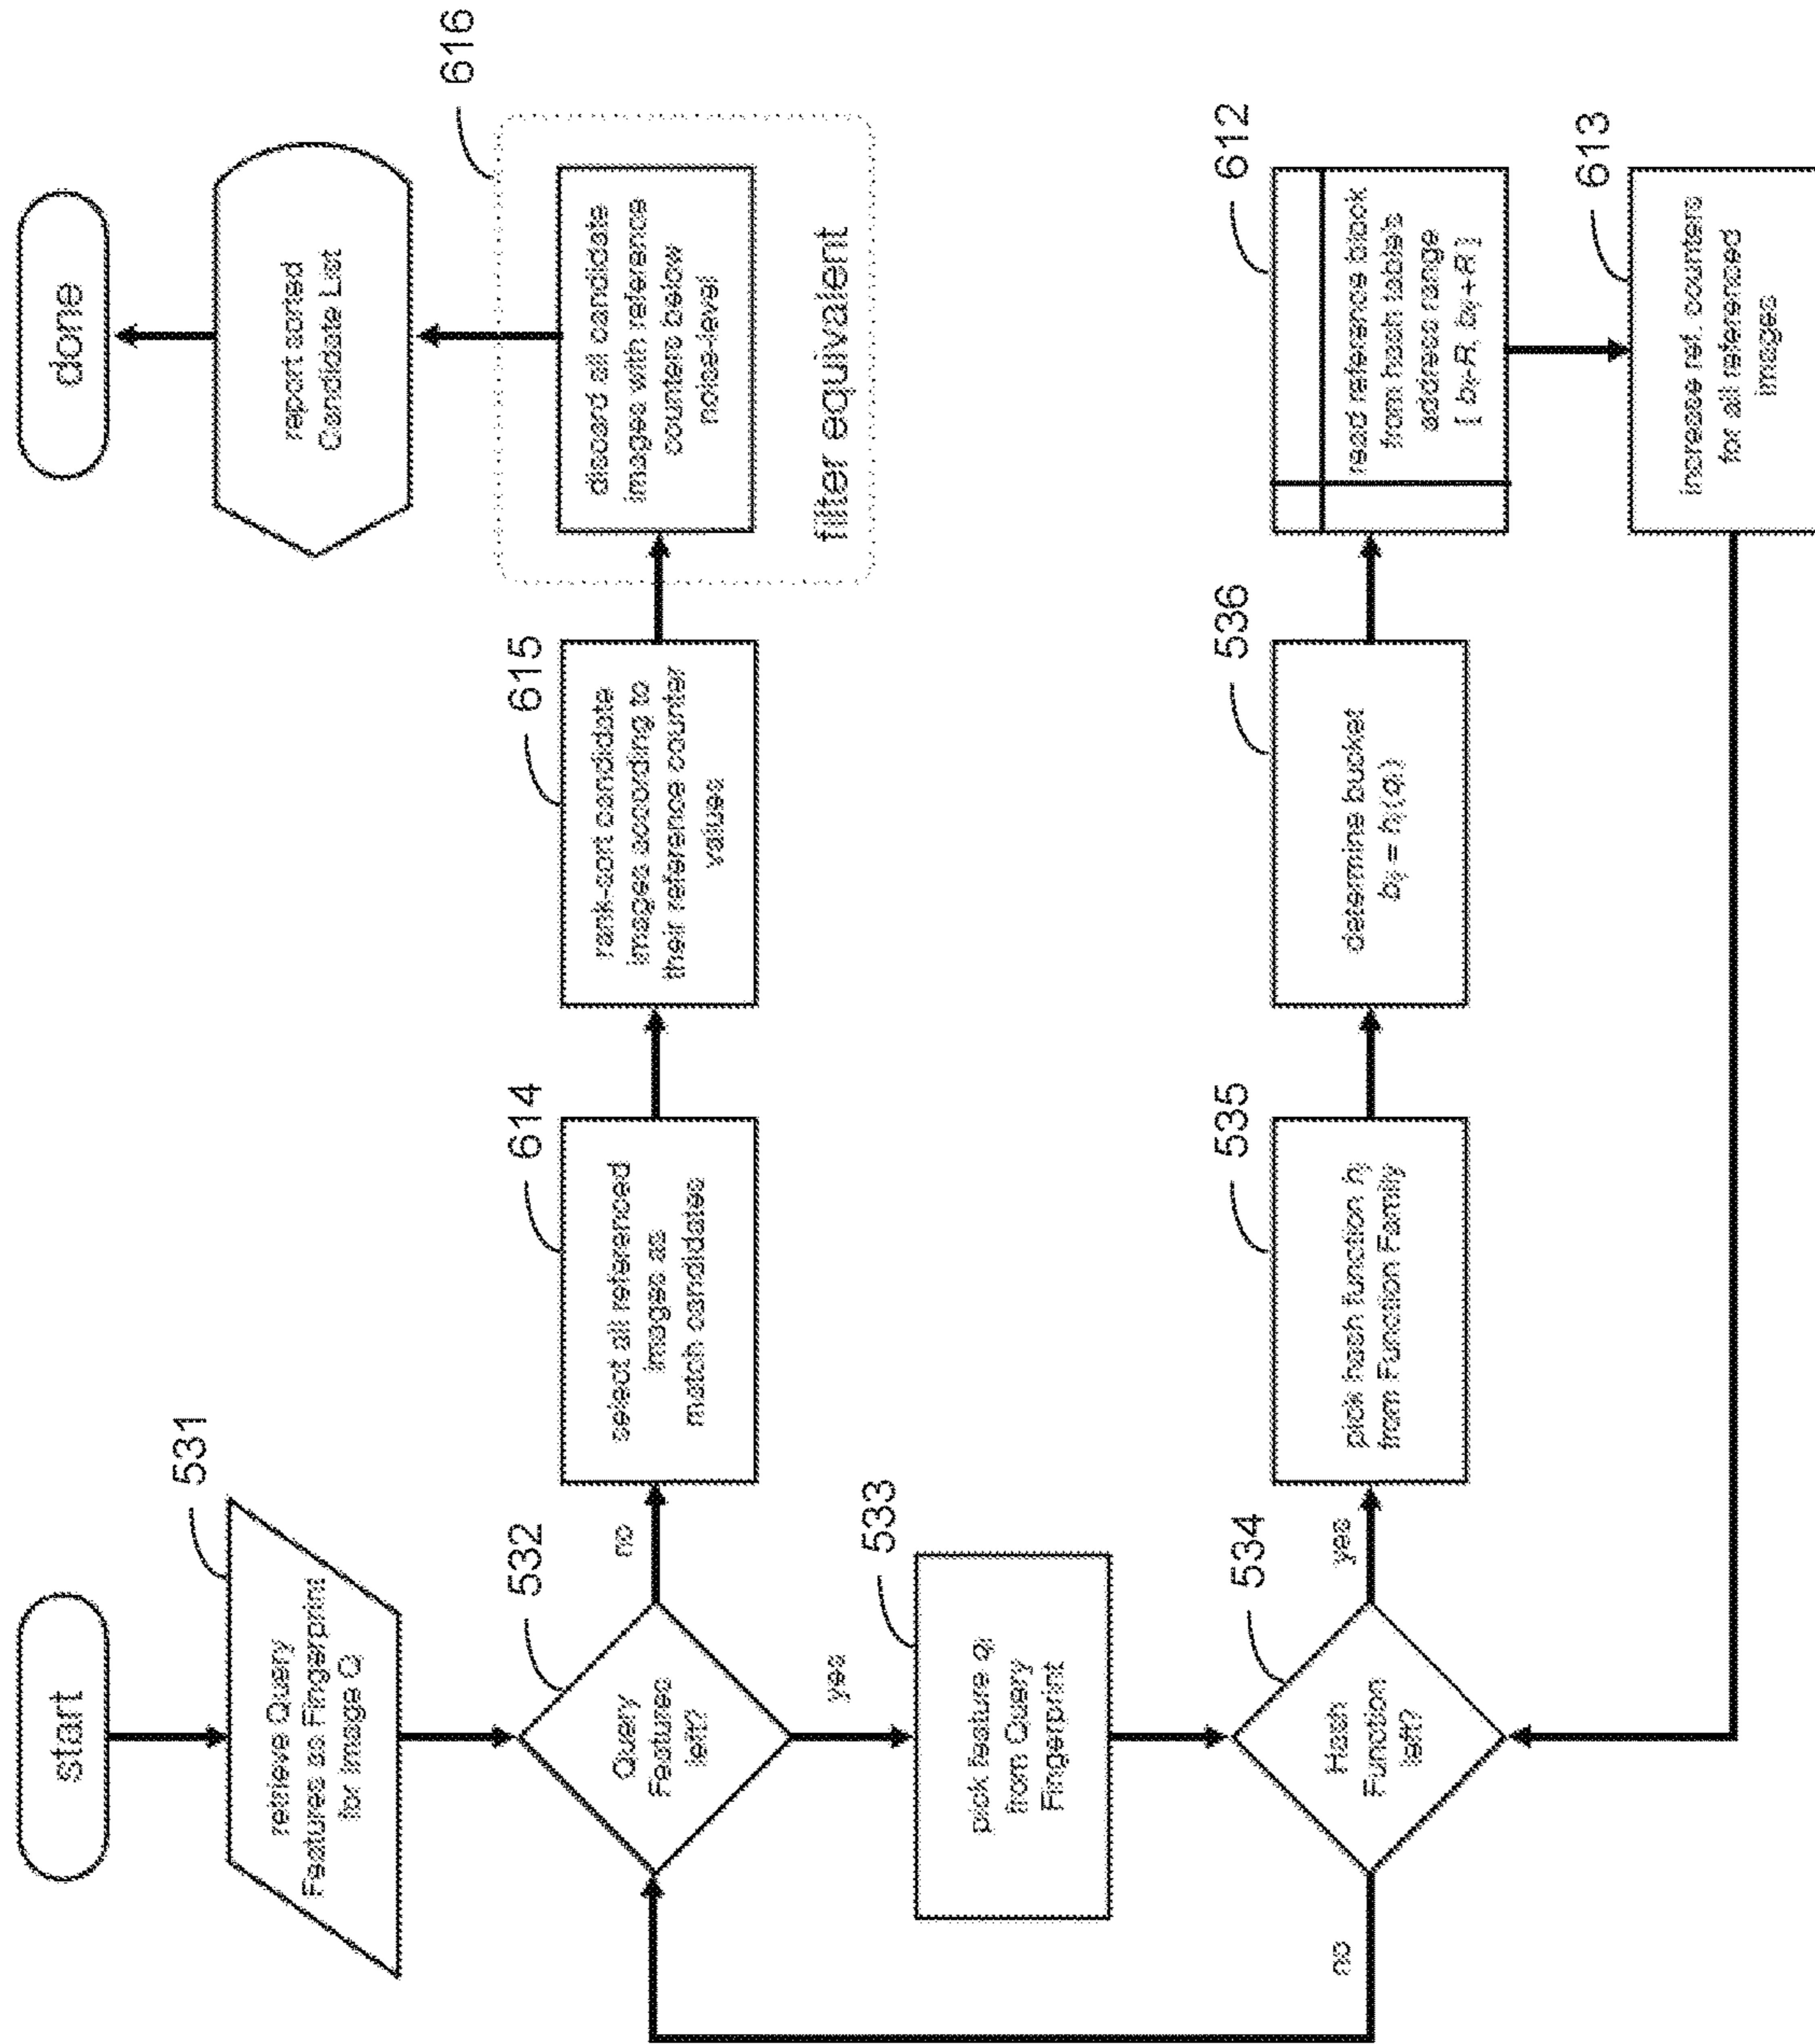 start
531
retrieve Query
Features as Fingerprint
for Image Q
532
Query
Features
left?
no
yes
614
select all referenced
images as
match candidates
615
rank-sort candidate
images according to
their reference counter
values
616
discard all candidate
images with reference
counters below
noise-level
filter equivalent
report sorted
Candidate List
done
533
pick feature qᵢ
from Query
Fingerprint
534
Hash
Function
left?
yes
no
535
pick hash function hⱼ
from Function Family
536
determine bucket
bᵢⱼ = hⱼ(qᵢ)
612
read reference block
from hash table's
address range
[ bᵢⱼ-R, bᵢⱼ+R ]
613
increase ref. counters
for all referenced
images